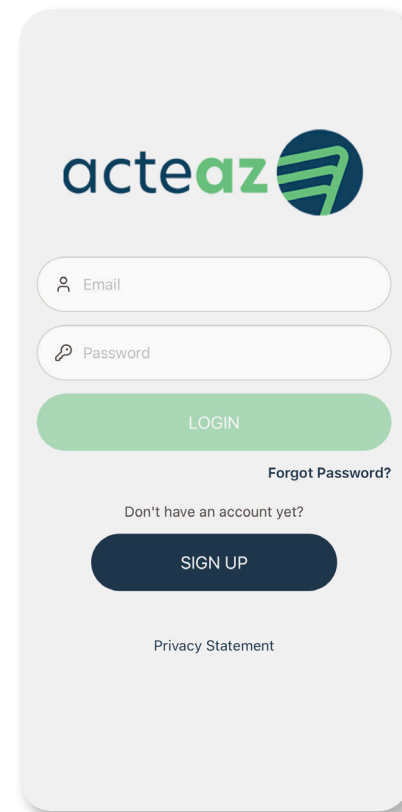 acteaz
Email
Password
LOGIN
Forgot Password?
Don't have an account yet?
SIGN UP
Privacy Statement